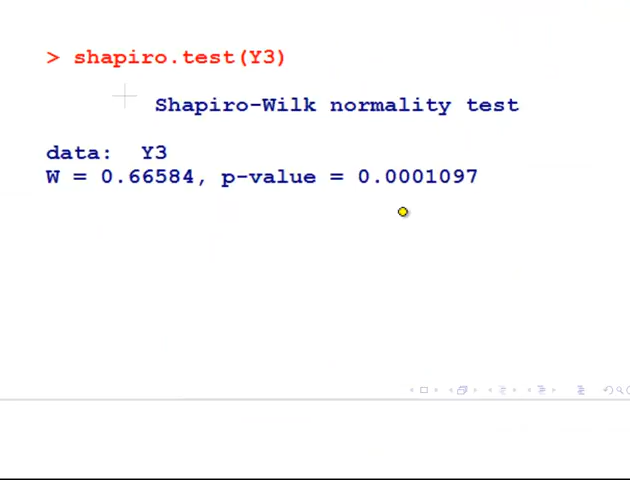 > shapiro.test(Y3)
Shapiro-Wilk normality test
data: Y3
W = 0.66584, p-value = 0.0001097